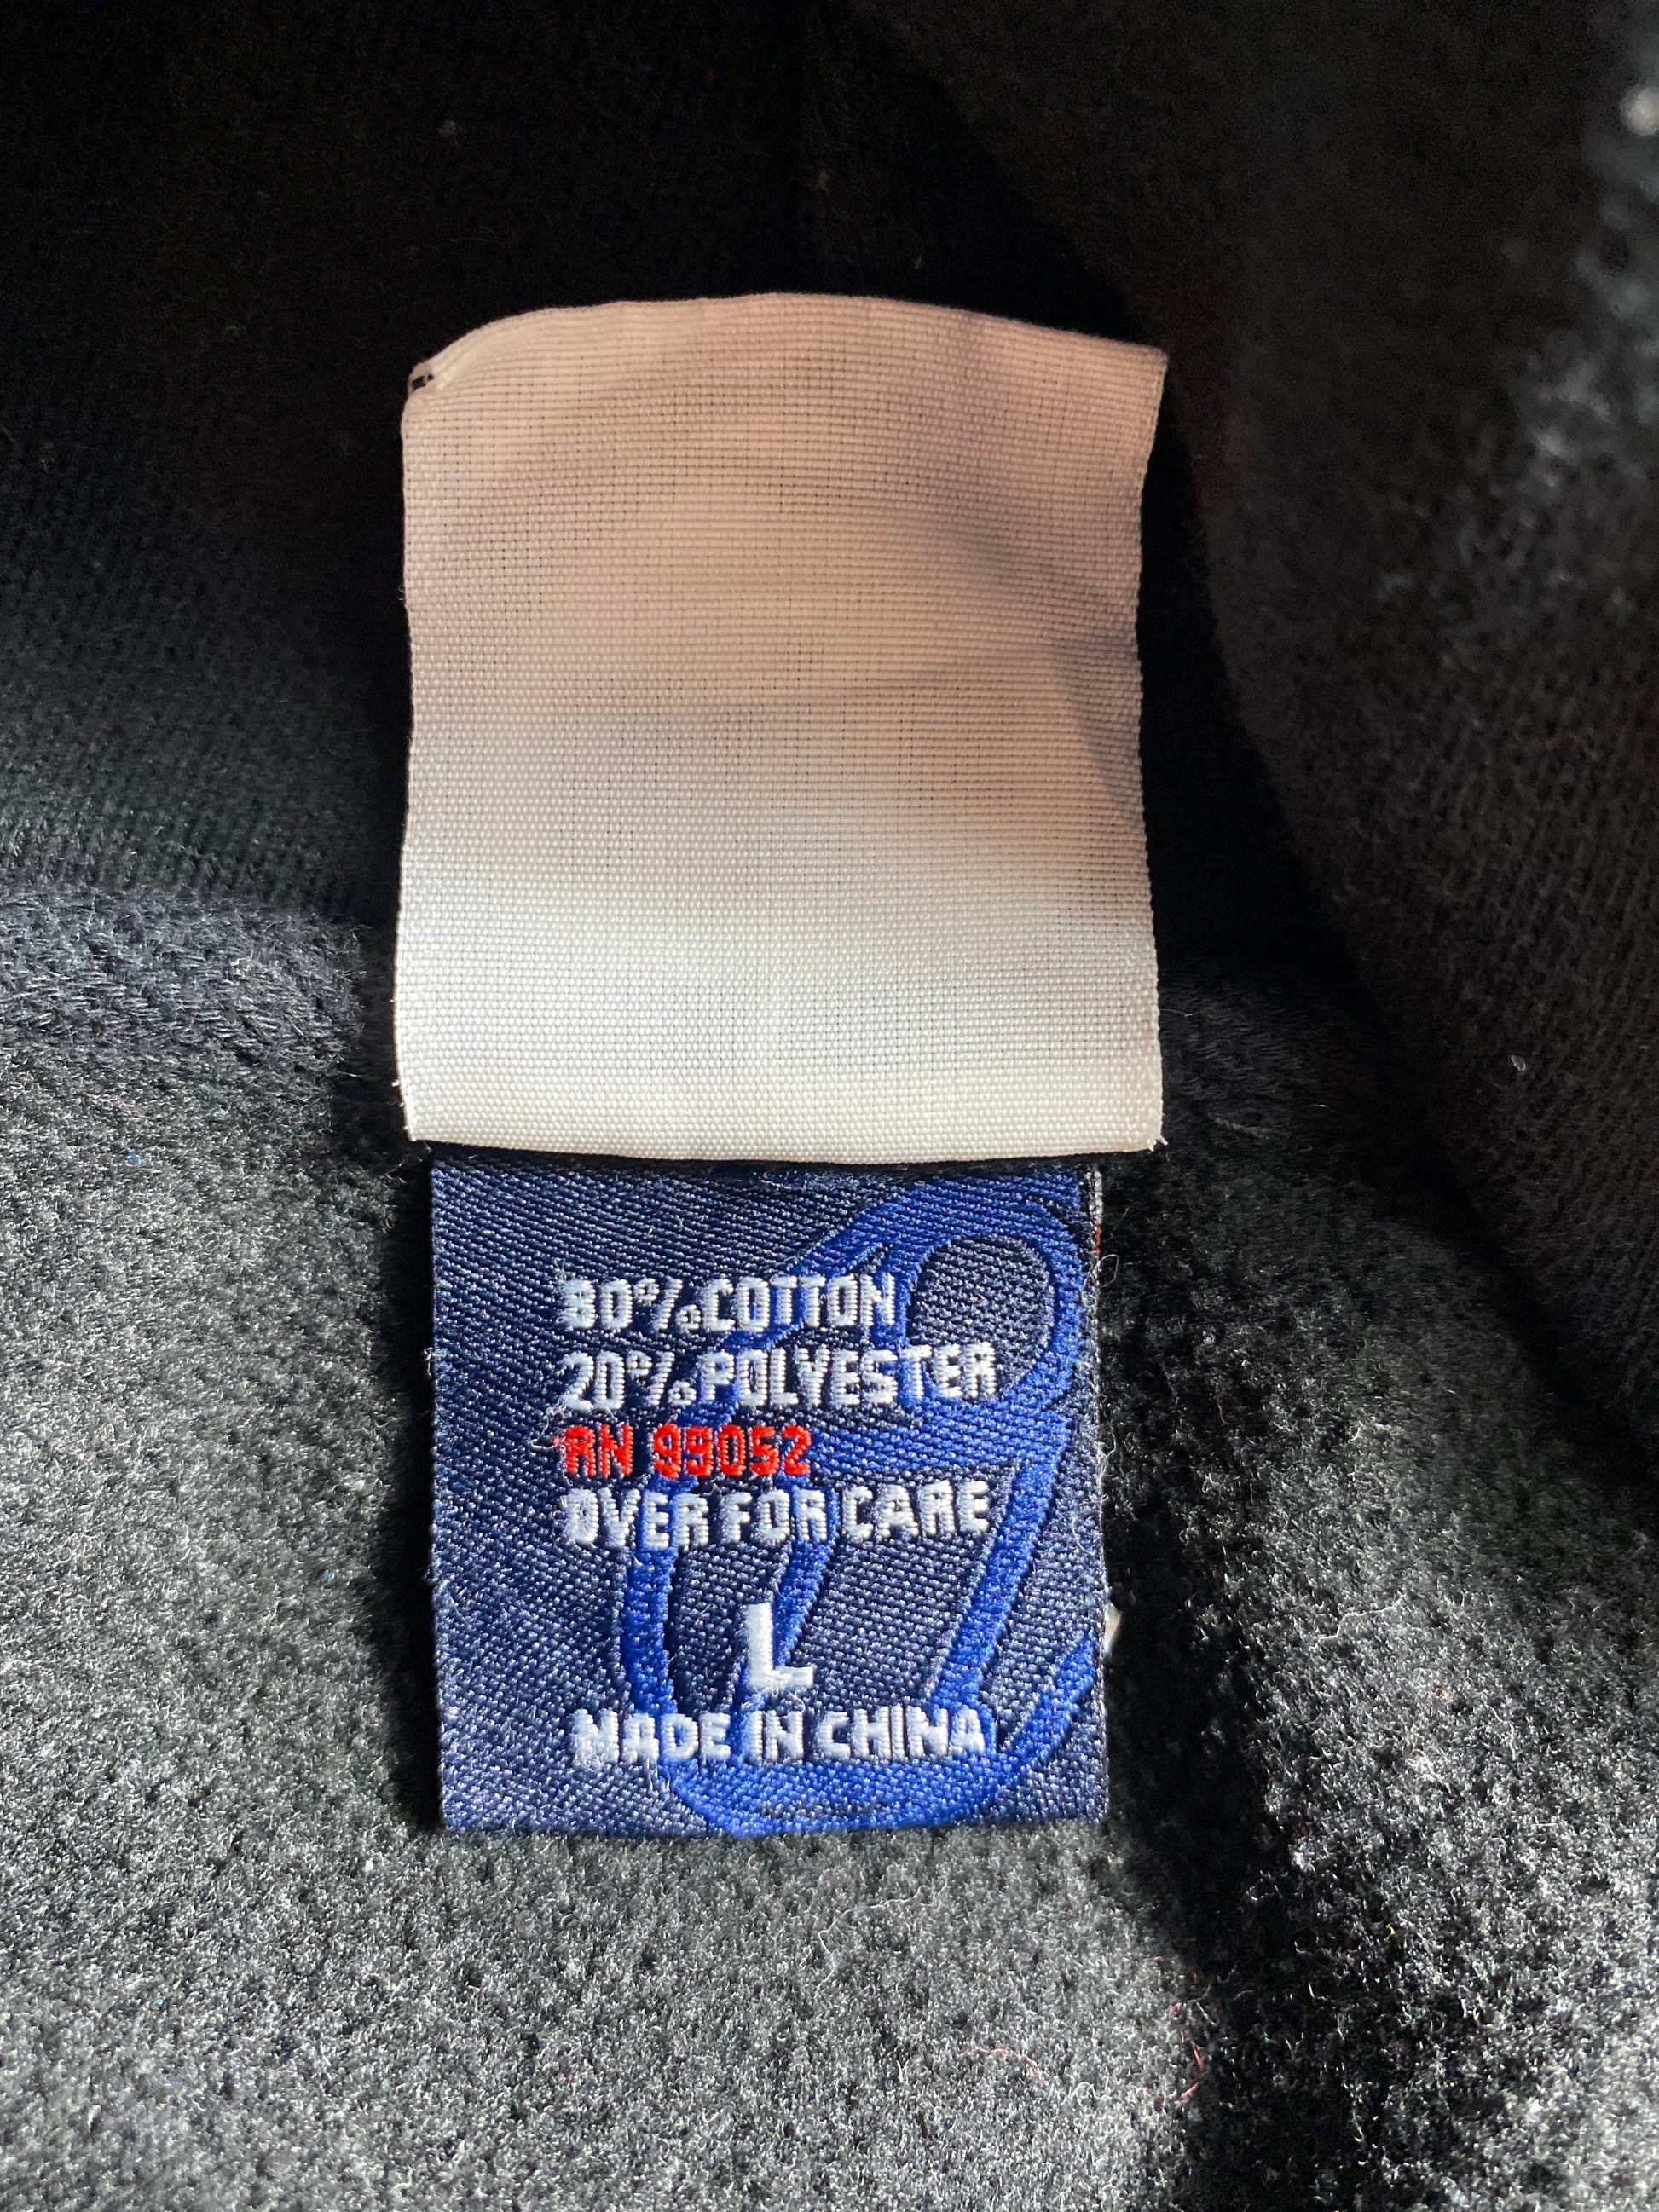 80% COTTON
20% POLYESTER
RN 99052
OVER FOR CARE
L
MADE IN CHINA